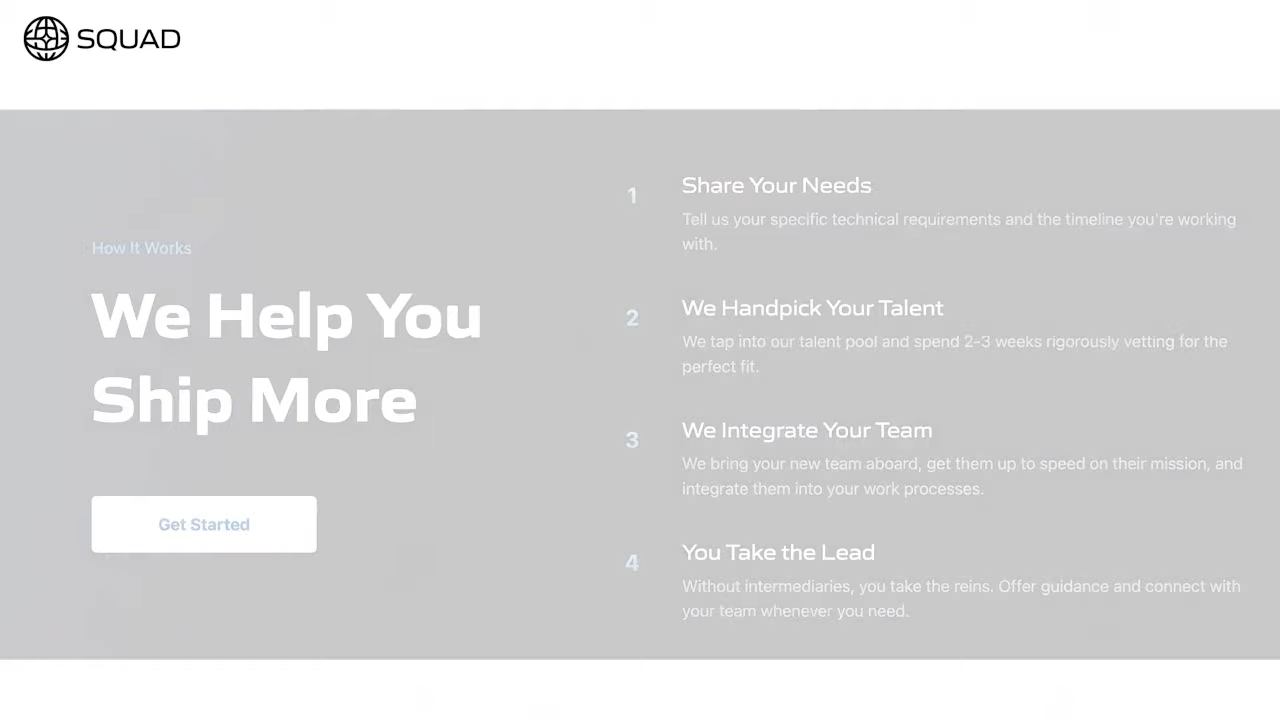 SQUAD
How It Works
We Help You
Ship More
Get Started
1
Share Your Needs
Tell us your specific technical requirements and the timeline you're working
with.
2
We Handpick Your Talent
We tap into our talent pool and spend 2-3 weeks rigorously vetting for the
perfect fit.
3
We Integrate Your Team
We bring your new team aboard, get them up to speed on their mission, and
integrate them into your work processes.
4
You Take the Lead
Without intermediaries, you take the reins. Offer guidance and connect with
your team whenever you need.